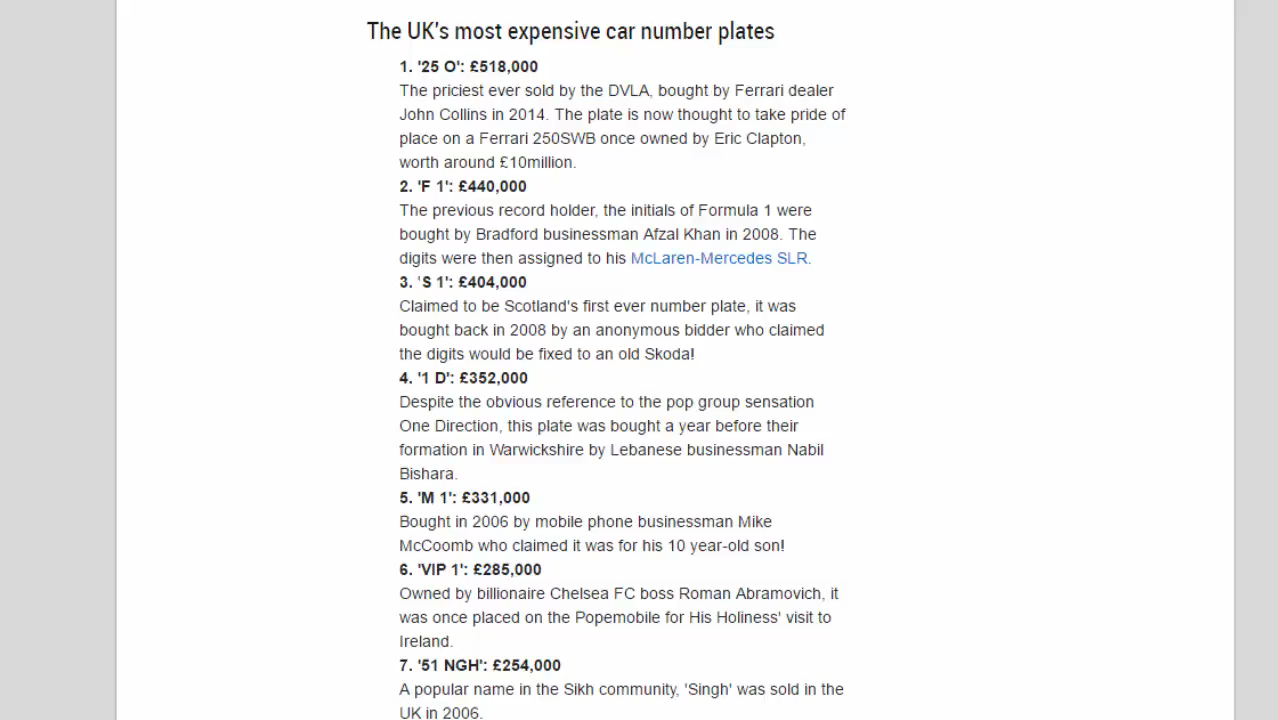 The UK's most expensive car number plates
1. '25 O': £518,000
The priciest ever sold by the DVLA, bought by Ferrari dealer
John Collins in 2014. The plate is now thought to take pride of
place on a Ferrari 250SWB once owned by Eric Clapton,
worth around £10million.
2. 'F 1': £440,000
The previous record holder, the initials of Formula 1 were
bought by Bradford businessman Afzal Khan in 2008. The
digits were then assigned to his McLaren-Mercedes SLR.
3. 'S 1': £404,000
Claimed to be Scotland's first ever number plate, it was
bought back in 2008 by an anonymous bidder who claimed
the digits would be fixed to an old Skoda!
4. '1 D': £352,000
Despite the obvious reference to the pop group sensation
One Direction, this plate was bought a year before their
formation in Warwickshire by Lebanese businessman Nabil
Bishara.
5. 'M 1': £331,000
Bought in 2006 by mobile phone businessman Mike
McCoomb who claimed it was for his 10 year-old son!
6. 'VIP 1': £285,000
Owned by billionaire Chelsea FC boss Roman Abramovich, it
was once placed on the Popemobile for His Holiness' visit to
Ireland.
7. '51 NGH': £254,000
A popular name in the Sikh community, 'Singh' was sold in the
UK in 2006.